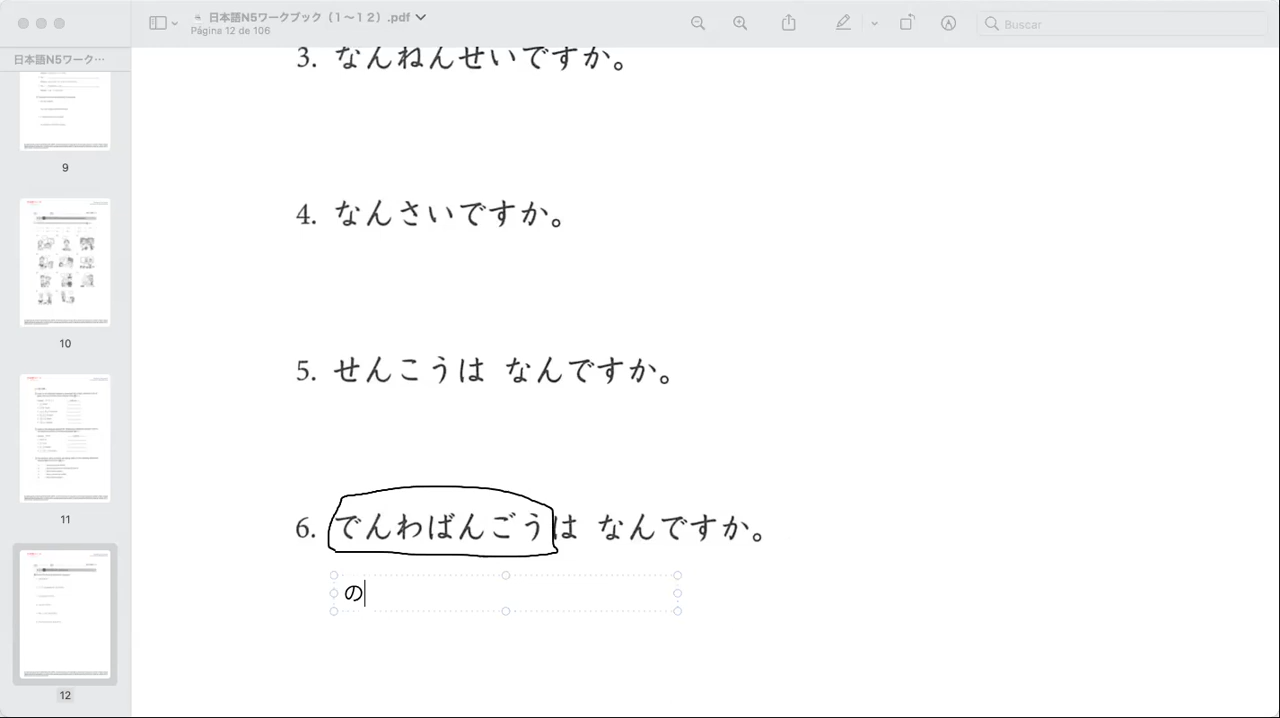 日本語N5ワークブック（１〜１２）.pdf
Página 12 de 106
Buscar
日本語N5ワーク…
9
10
11
12
3. なんねんせいですか。
4. なんさいですか。
5. せんこうは なんですか。
6. でんわばんごうは なんですか。
の